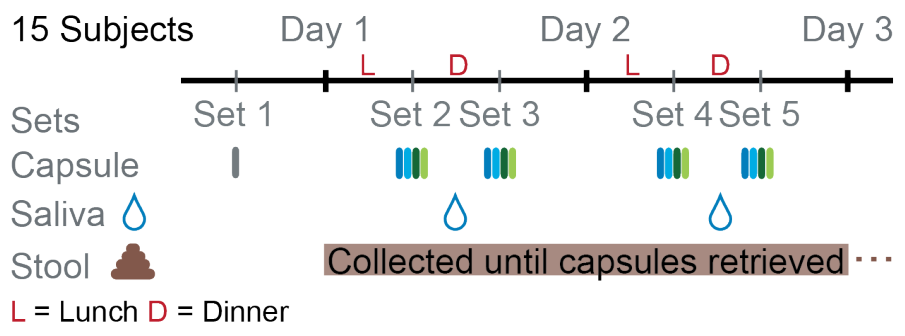 15 Subjects Day 1 Day 2 Day 3
L D L D
Sets Set 1 Set 2 Set 3 Set 4 Set 5
Capsule
Saliva
Stool Collected until capsules retrieved
L = Lunch D = Dinner